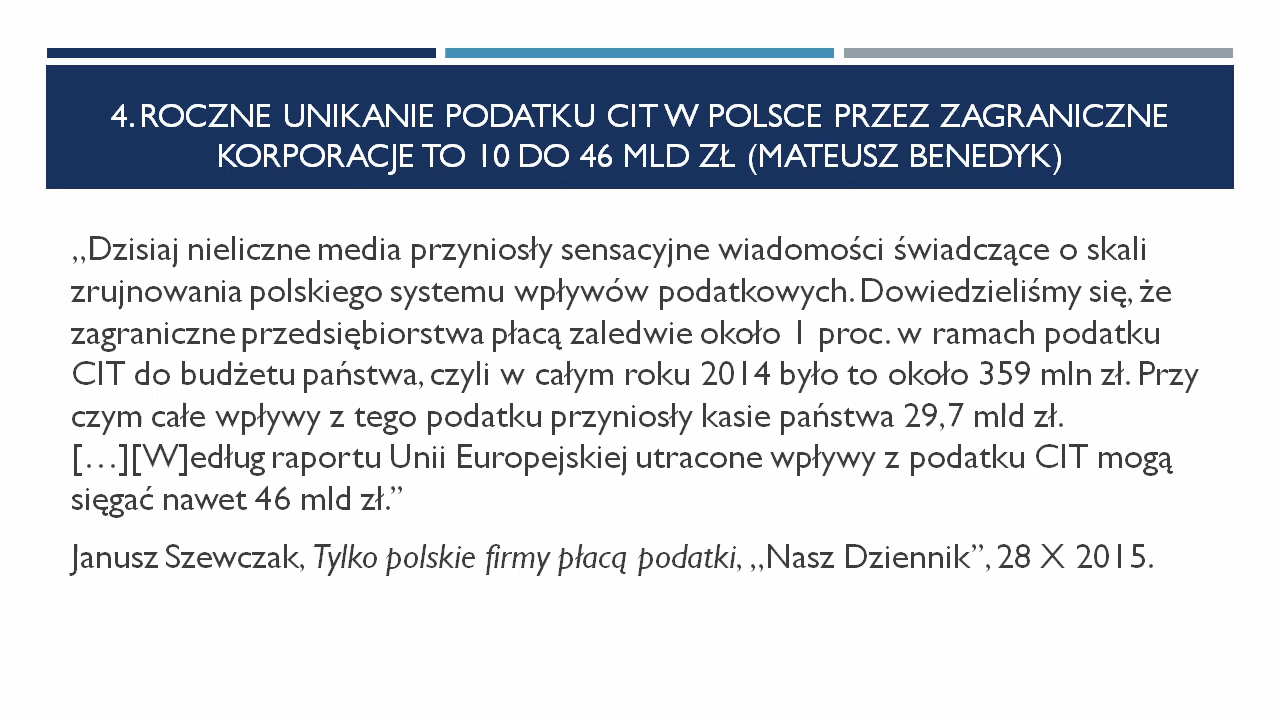 4. ROCZNE UNIKANIE PODATKU CIT W POLSCE PRZEZ ZAGRANICZNE
KORPORACJE TO 10 DO 46 MLD ZŁ (MATEUSZ BENEDYK)
,,Dzisiaj nieliczne media przyniosły sensacyjne wiadomości świadczące o skali
zrujnowania polskiego systemu wpływów podatkowych. Dowiedzieliśmy się, że
zagraniczne przedsiębiorstwa płacą zaledwie około 1 proc. w ramach podatku
CIT do budżetu państwa, czyli w całym roku 2014 było to około 359 mln zł. Przy
czym całe wpływy z tego podatku przyniosły kasie państwa 29,7 mld zł.
[…][W]edług raportu Unii Europejskiej utracone wpływy z podatku CIT mogą
sięgać nawet 46 mld zł.”
Janusz Szewczak, Tylko polskie firmy płacą podatki, ,,Nasz Dziennik”, 28 X 2015.